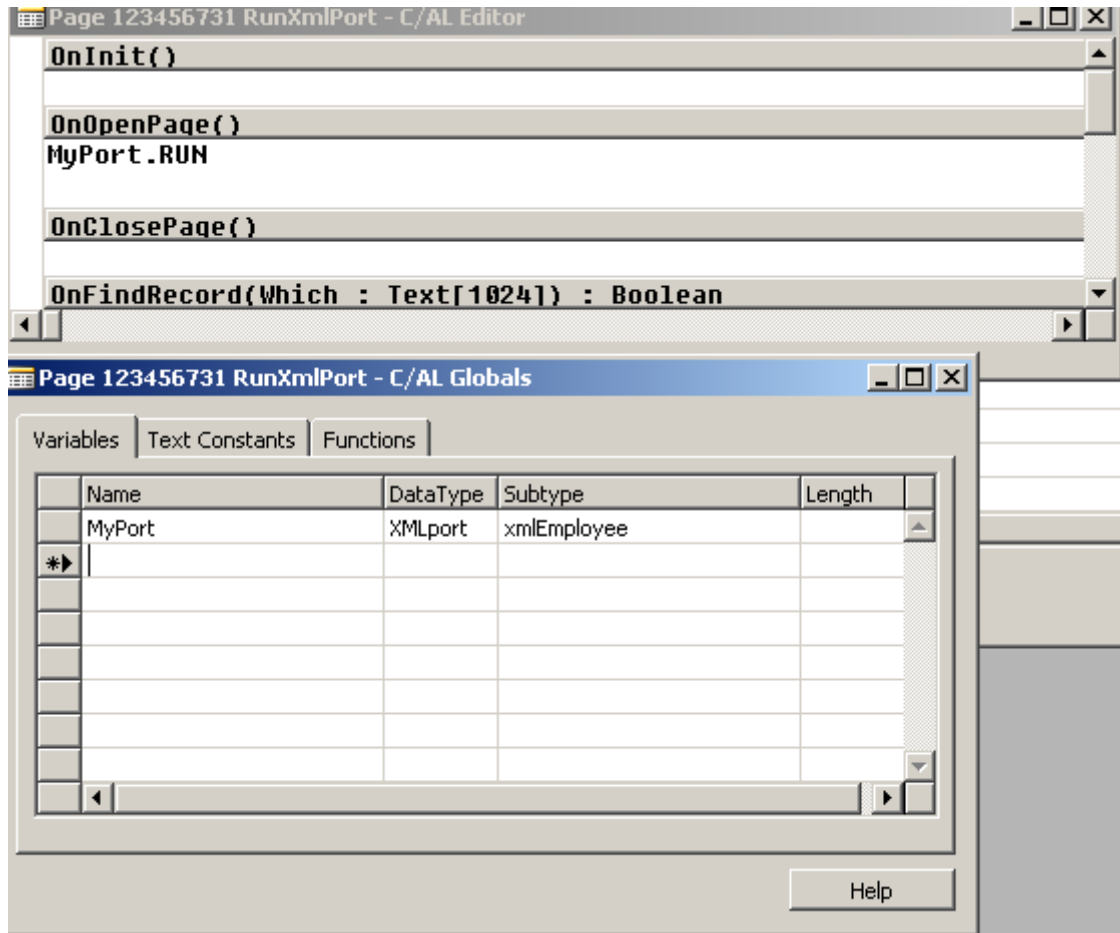 Page 123456731 RunXmlPort - C/AL Editor
OnInit()
OnOpenPage()
MyPort.RUN
OnClosePage()
OnFindRecord(Which : Text[1024]) : Boolean
Page 123456731 RunXmlPort - C/AL Globals
Variables Text Constants Functions
Name DataType Subtype Length
MyPort XMLport xmlEmployee
Help